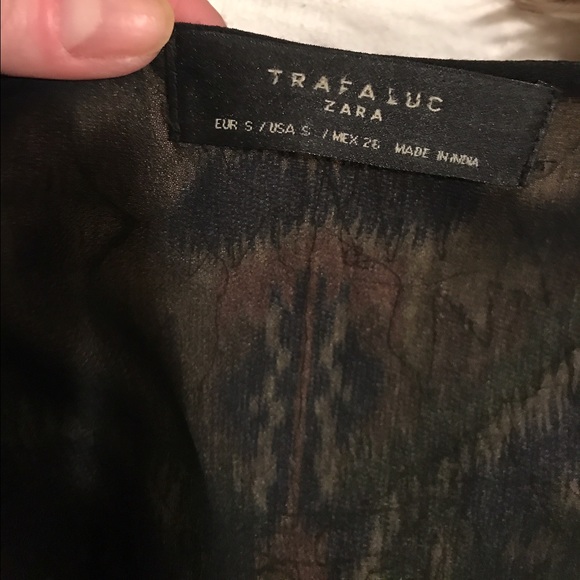 TRAFALUC
ZARA
EUR S / USA S / MEX 26 MADE IN INDIA